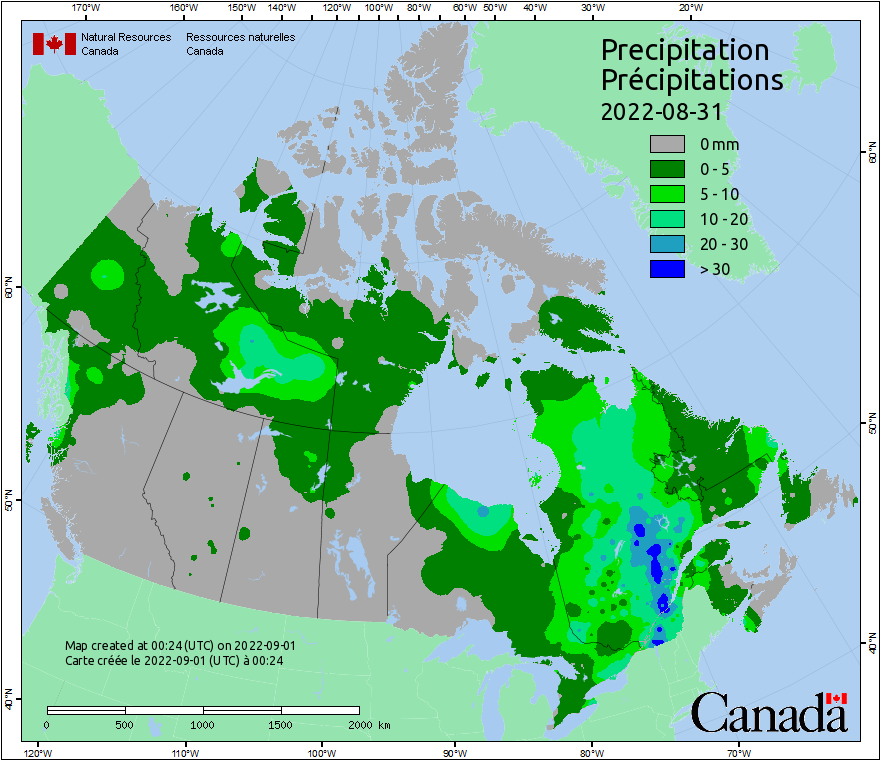 170°W 160°W 150°W 140°W 120°W 100°W 80°W 60°W 50°W 40°W 30°W 20°W
Natural Resources Ressources naturelles
Canada Canada
Precipitation
Précipitations
2022-08-31
0 mm
0 - 5
5 - 10
10 - 20
20 - 30
> 30
60°N
60°N
50°N
50°N
40°N
40°N
Map created at 00:24 (UTC) on 2022-09-01
Carte créée le 2022-09-01 (UTC) à 00:24
0 500 1000 1500 2000 km
Canada
120°W 110°W 100°W 90°W 80°W 70°W